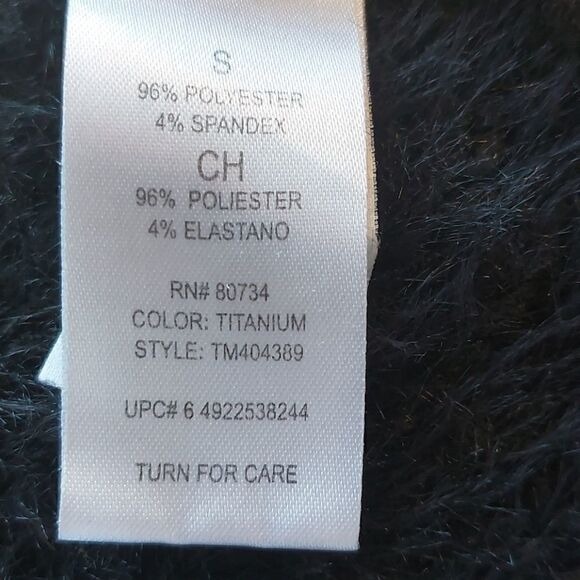 S
96% POLYESTER
4% SPANDEX
CH
96% POLIESTER
4% ELASTANO
RN# 80734
COLOR: TITANIUM
STYLE: TM404389
UPC# 6 4922538244
TURN FOR CARE